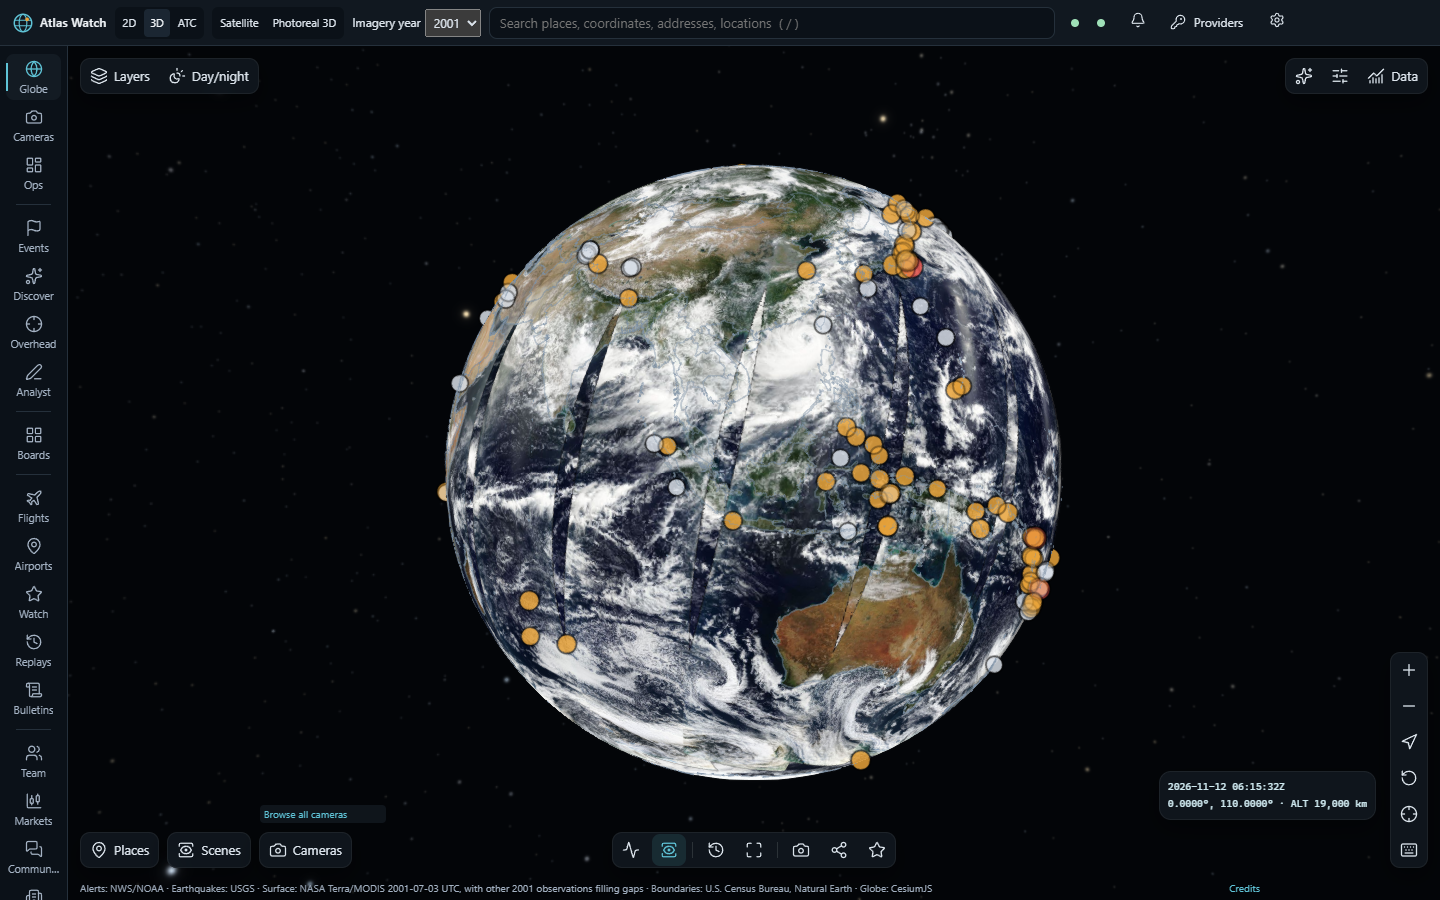 Atlas Watch
2D 3D ATC
Satellite Photoreal 3D
Imagery year 2001
Search places, coordinates, addresses, locations ( / )
Providers
Layers Day/night
Data
Globe
Cameras
Ops
Events
Discover
Overhead
Analyst
Boards
Flights
Airports
Watch
Replays
Bulletins
Team
Markets
Commun...
2026-11-12 06:15:32Z
0.0000°, 110.0000° · ALT 19,000 km
Browse all cameras
Places Scenes Cameras
Alerts: NWS/NOAA · Earthquakes: USGS · Surface: NASA Terra/MODIS 2001-07-03 UTC, with other 2001 observations filling gaps · Boundaries: U.S. Census Bureau, Natural Earth · Globe: CesiumJS
Credits